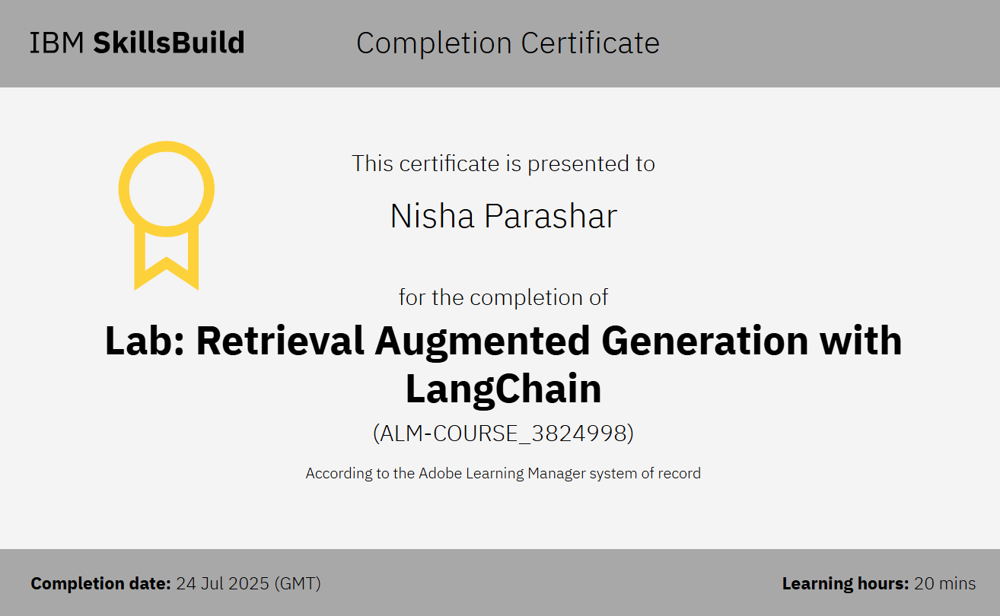 IBM SkillsBuild
Completion Certificate
This certificate is presented to
Nisha Parashar
for the completion of
Lab: Retrieval Augmented Generation with
LangChain
(ALM-COURSE_3824998)
According to the Adobe Learning Manager system of record
Completion date: 24 Jul 2025 (GMT)
Learning hours: 20 mins